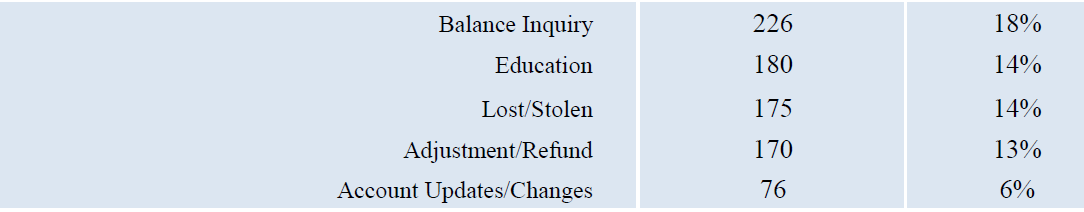 Balance Inquiry 226 18%
Education 180 14%
Lost/Stolen 175 14%
Adjustment/Refund 170 13%
Account Updates/Changes 76 6%